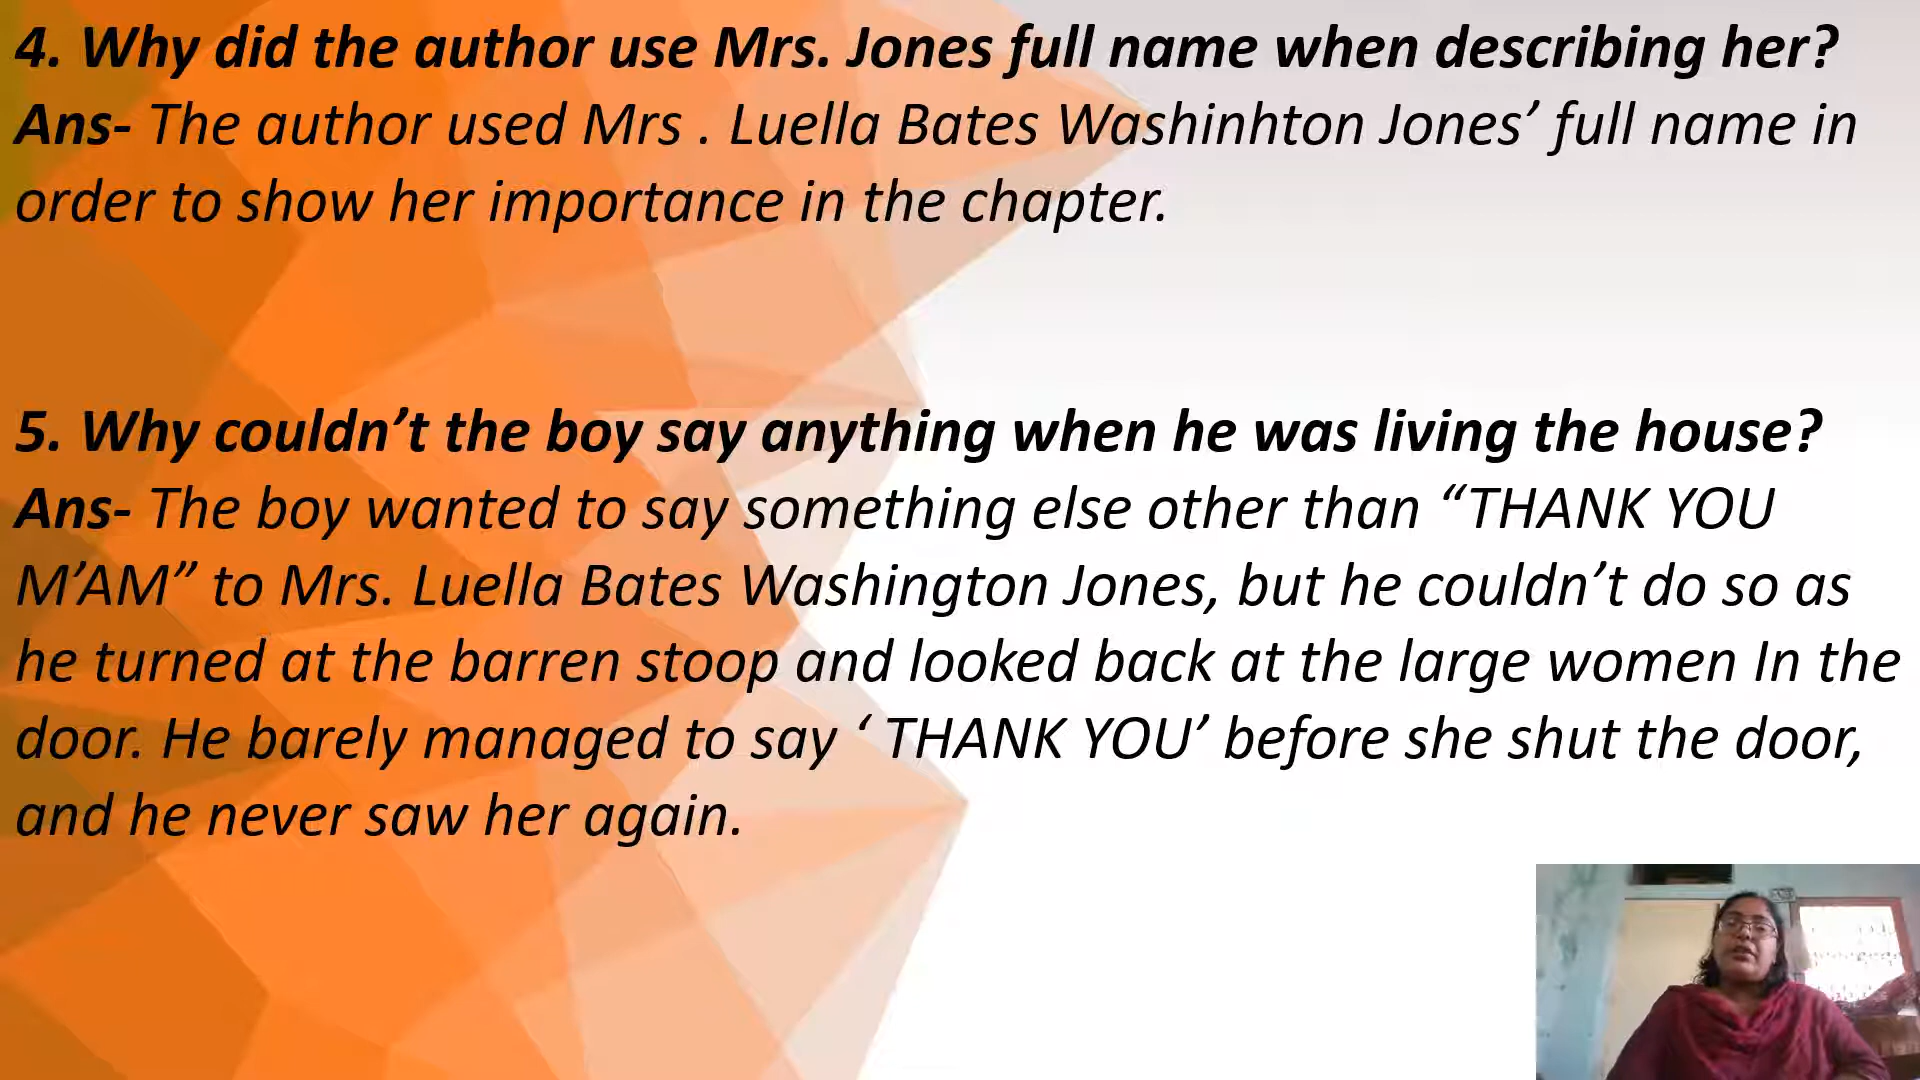 4. Why did the author use Mrs. Jones full name when describing her?
Ans- The author used Mrs . Luella Bates Washinhton Jones’ full name in
order to show her importance in the chapter.
5. Why couldn’t the boy say anything when he was living the house?
Ans- The boy wanted to say something else other than “THANK YOU
M’AM” to Mrs. Luella Bates Washington Jones, but he couldn’t do so as
he turned at the barren stoop and looked back at the large women In the
door. He barely managed to say ‘ THANK YOU’ before she shut the door,
and he never saw her again.